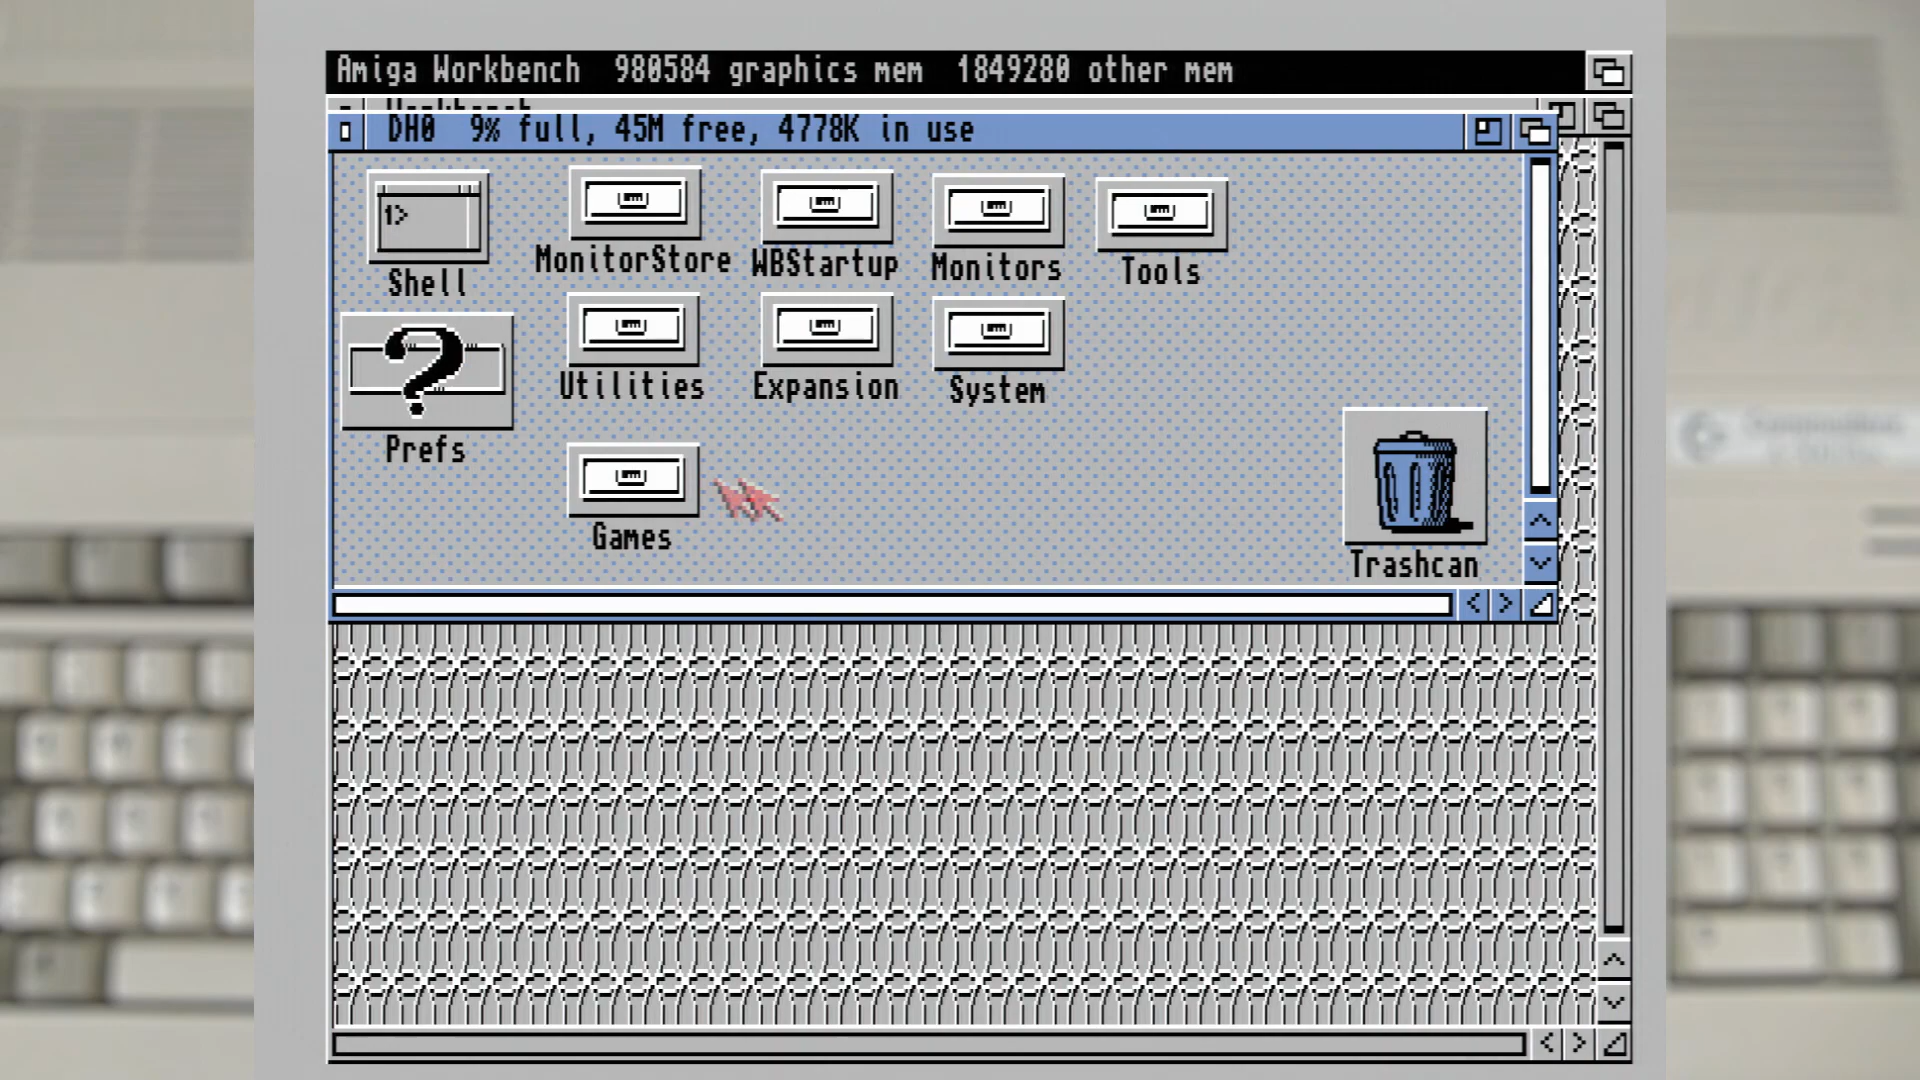 Amiga Workbench  980584 graphics mem  1849280 other mem
Workbench
DH0  9% full, 45M free, 4778K in use
1>
Shell
MonitorStore
WBStartup
Monitors
Tools
Prefs
Utilities
Expansion
System
Games
Trashcan